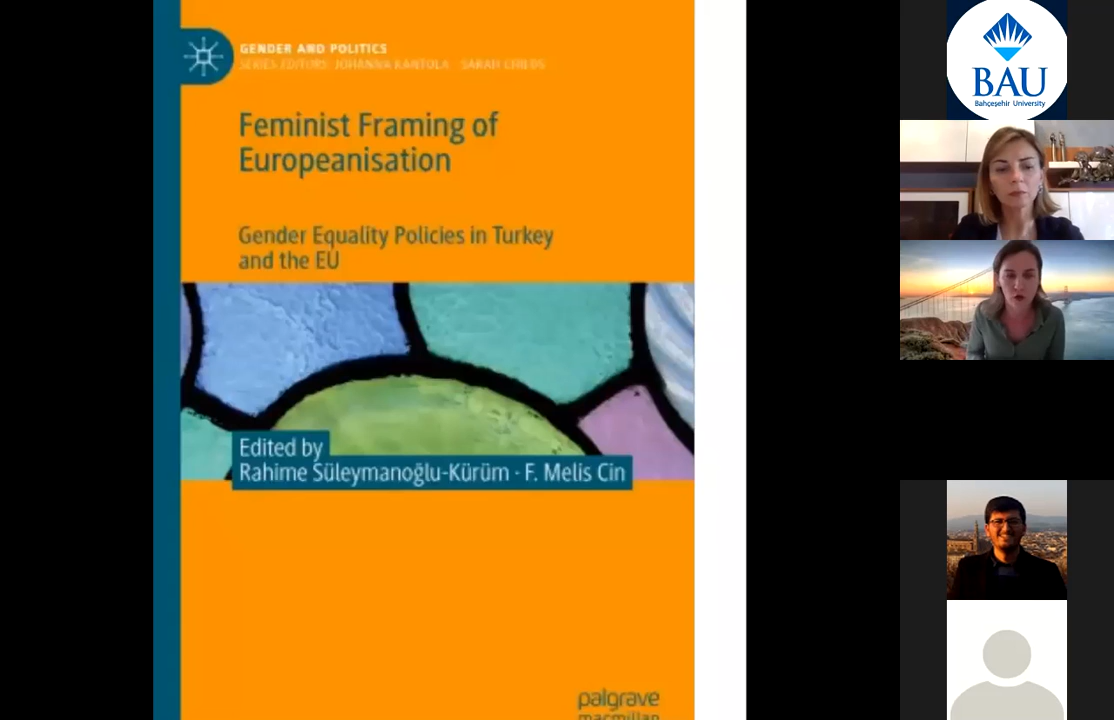 GENDER AND POLITICS
SERIES EDITORS: JOHANNA KANTOLA · SARAH CHILDS
Feminist Framing of
Europeanisation
Gender Equality Policies in Turkey
and the EU
Edited by
Rahime Süleymanoğlu-Kürüm · F. Melis Cin
palgrave
macmillan
BAU
Bahçeşehir University